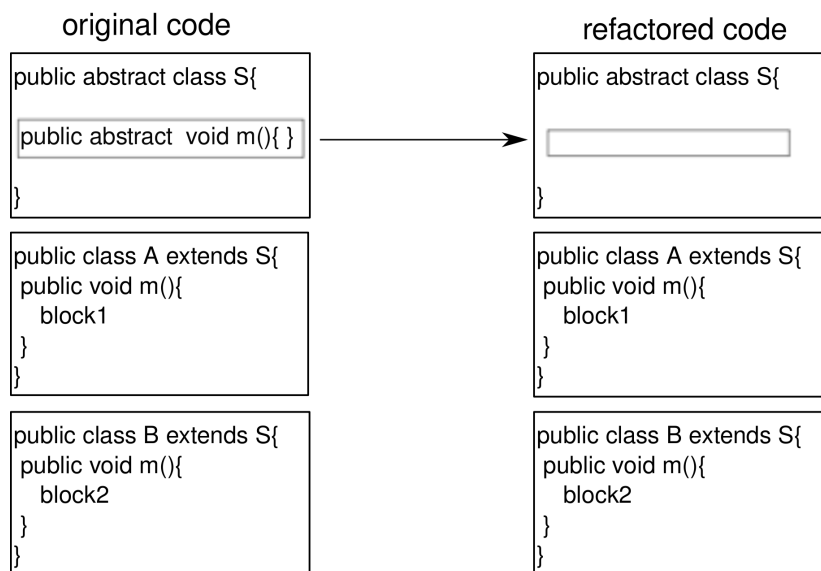 original code
public abstract class S{
public abstract  void m(){ }
}
public class A extends S{
public void m(){
block1
}
}
public class B extends S{
public void m(){
block2
}
}
refactored code
public abstract class S{
}
public class A extends S{
public void m(){
block1
}
}
public class B extends S{
public void m(){
block2
}
}